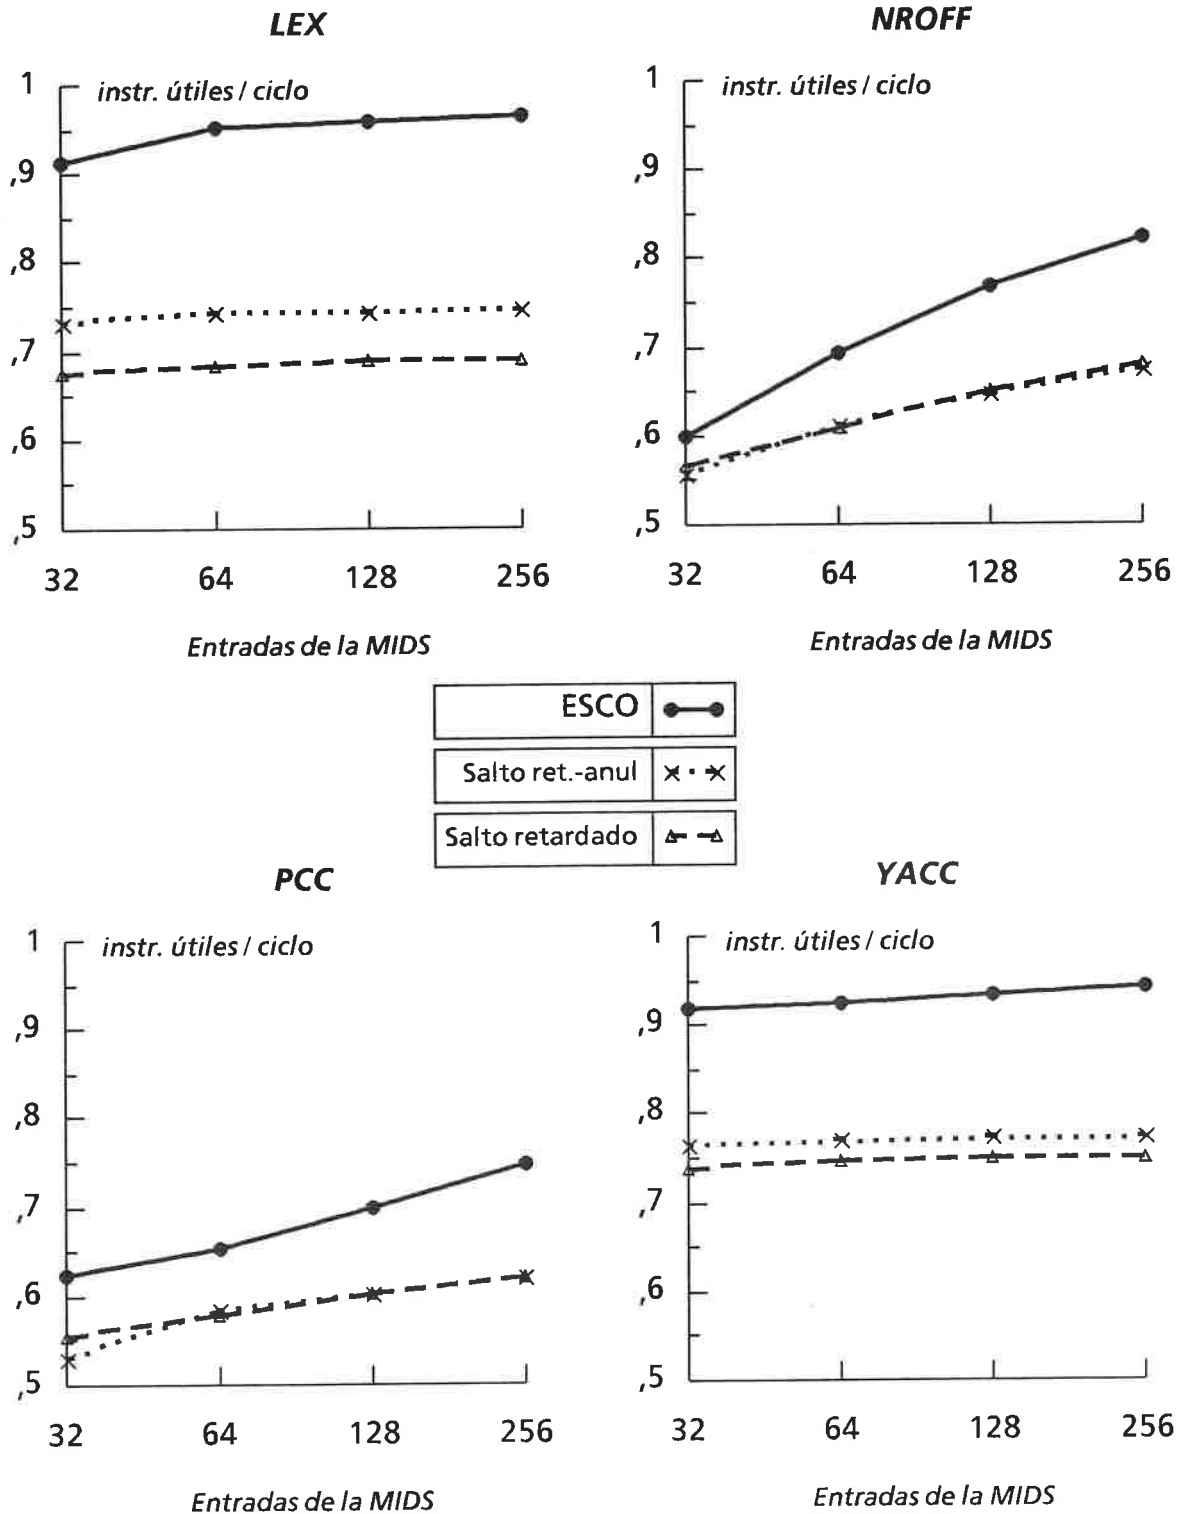 LEX
NROFF
1
instr. útiles / ciclo
,9
,8
,7
,6
,5
32
64
128
256
Entradas de la MIDS
1
instr. útiles / ciclo
,9
,8
,7
,6
,5
32
64
128
256
Entradas de la MIDS
ESCO
Salto ret.-anul
Salto retardado
PCC
YACC
1
instr. útiles / ciclo
,9
,8
,7
,6
,5
32
64
128
256
Entradas de la MIDS
1
instr. útiles / ciclo
,9
,8
,7
,6
,5
32
64
128
256
Entradas de la MIDS